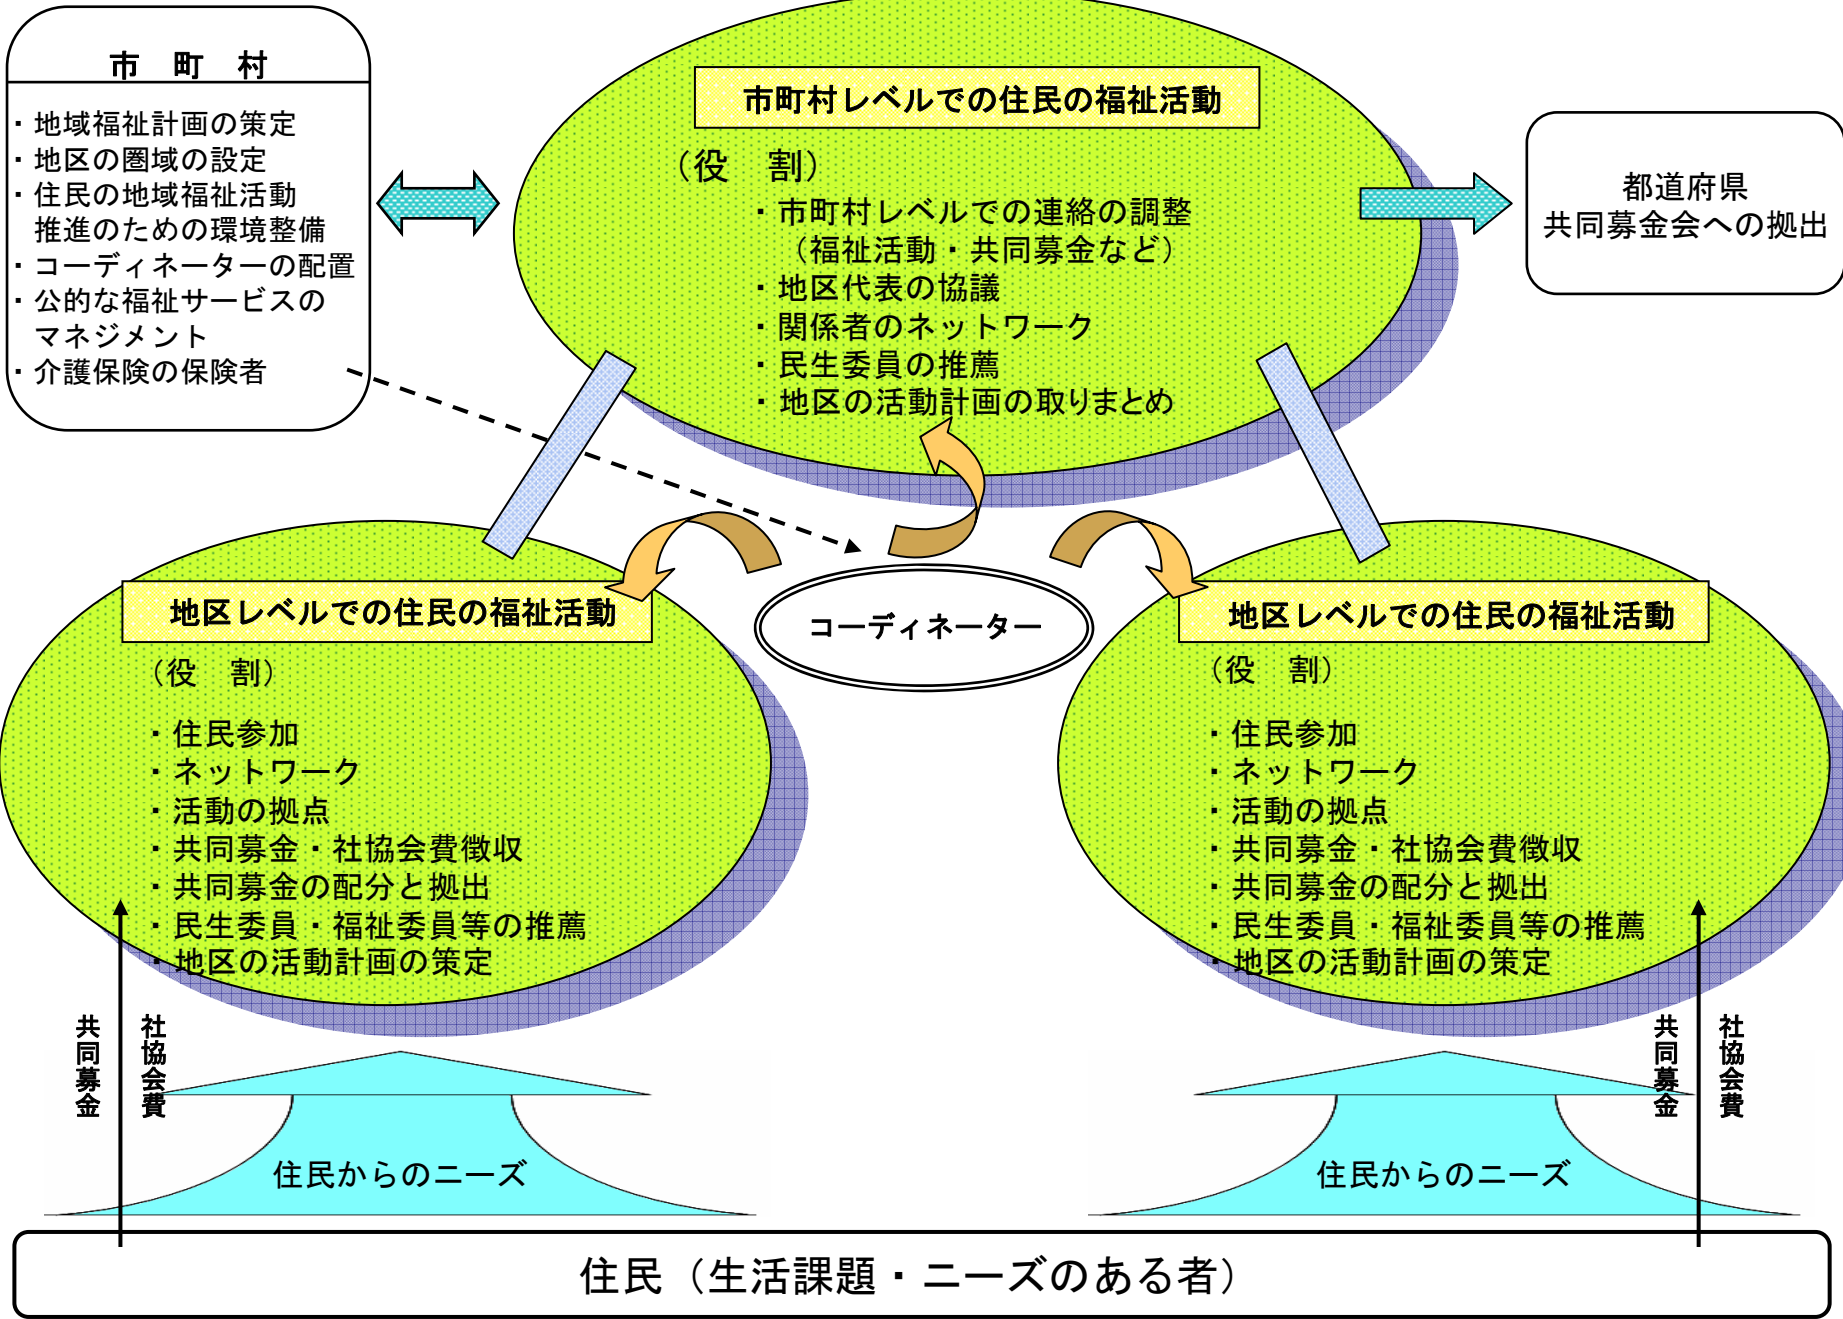 市　町　村
・地域福祉計画の策定
・地区の圏域の設定
・住民の地域福祉活動
推進のための環境整備
・コーディネーターの配置
・公的な福祉サービスの
マネジメント
・介護保険の保険者
市町村レベルでの住民の福祉活動
（役　割）
・市町村レベルでの連絡の調整
（福祉活動・共同募金など）
・地区代表の協議
・関係者のネットワーク
・民生委員の推薦
・地区の活動計画の取りまとめ
都道府県
共同募金会への拠出
地区レベルでの住民の福祉活動
（役　割）
・住民参加
・ネットワーク
・活動の拠点
・共同募金・社協会費徴収
・共同募金の配分と拠出
・民生委員・福祉委員等の推薦
・地区の活動計画の策定
コーディネーター
地区レベルでの住民の福祉活動
（役　割）
・住民参加
・ネットワーク
・活動の拠点
・共同募金・社協会費徴収
・共同募金の配分と拠出
・民生委員・福祉委員等の推薦
・地区の活動計画の策定
共同募金
社協会費
住民からのニーズ
共同募金
社協会費
住民からのニーズ
住民（生活課題・ニーズのある者）